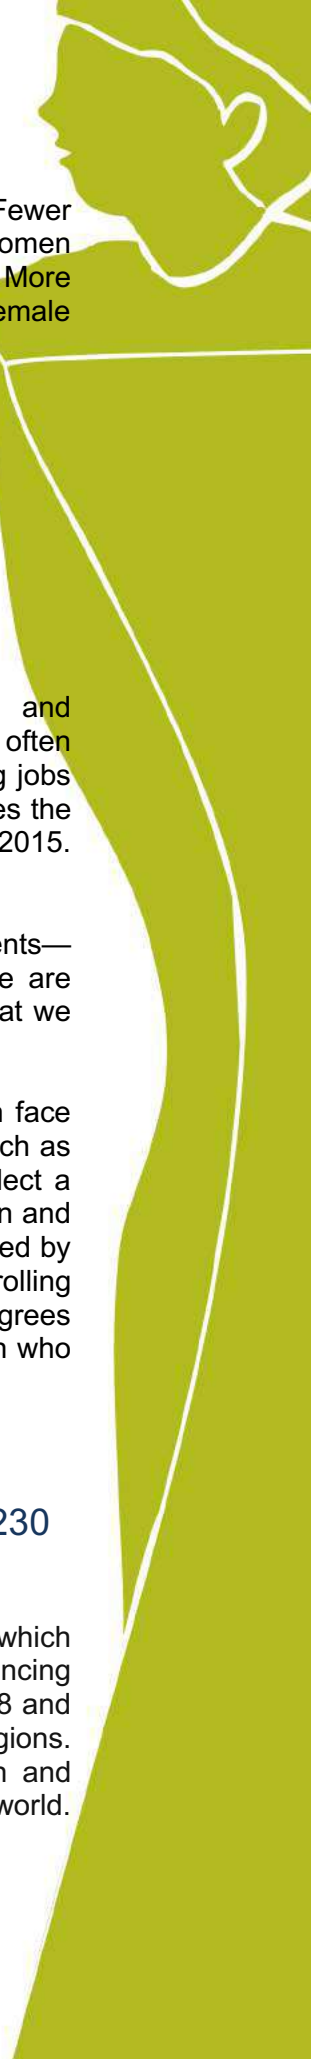 Fewer
omen
More
emale
and
often
g jobs
es the
2015.
ents—
e are
at we
n face
ch as
lect a
n and
ed by
rolling
grees
n who
230
which
ncing
8 and
gions.
n and
world.